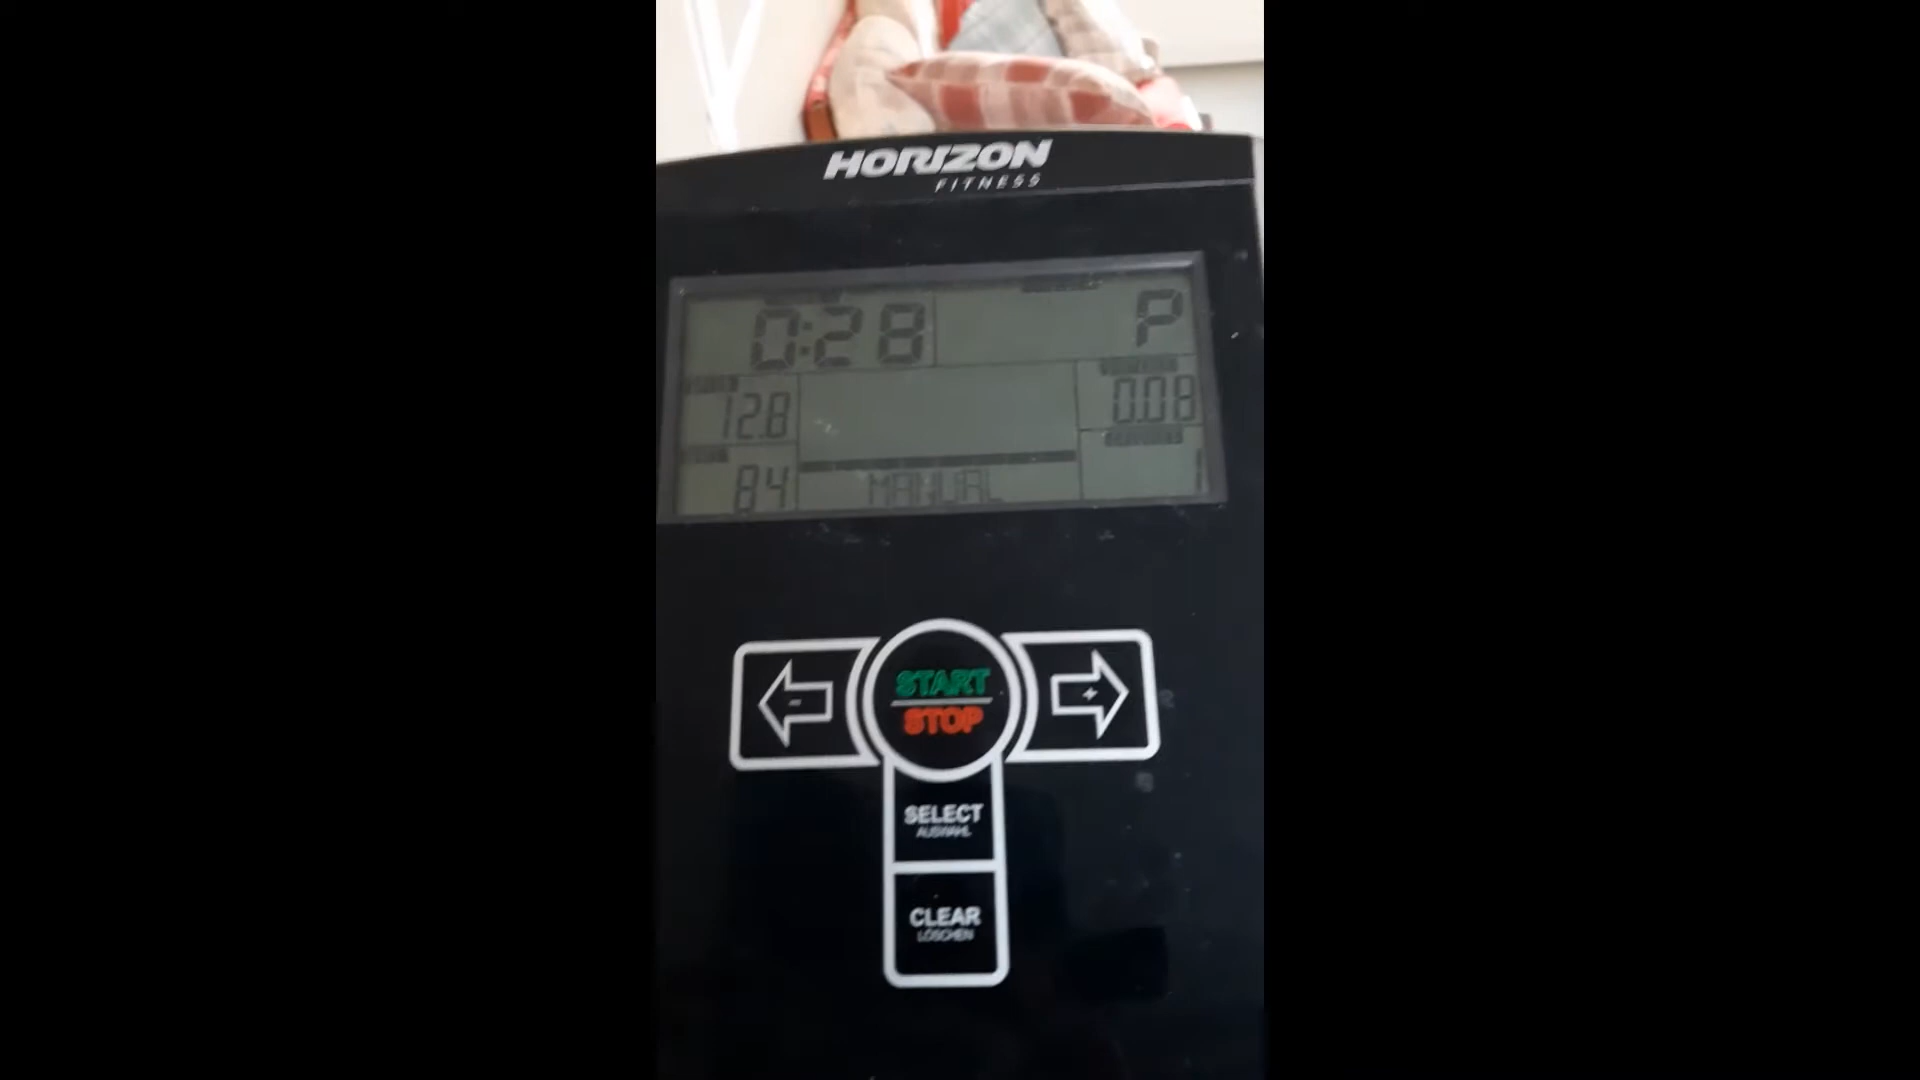 HORIZON
FITNESS
0:28 P
12.8 0.08
84 MANUAL 1
START
STOP
- +
SELECT
AUSWAHL
CLEAR
LÖSCHEN